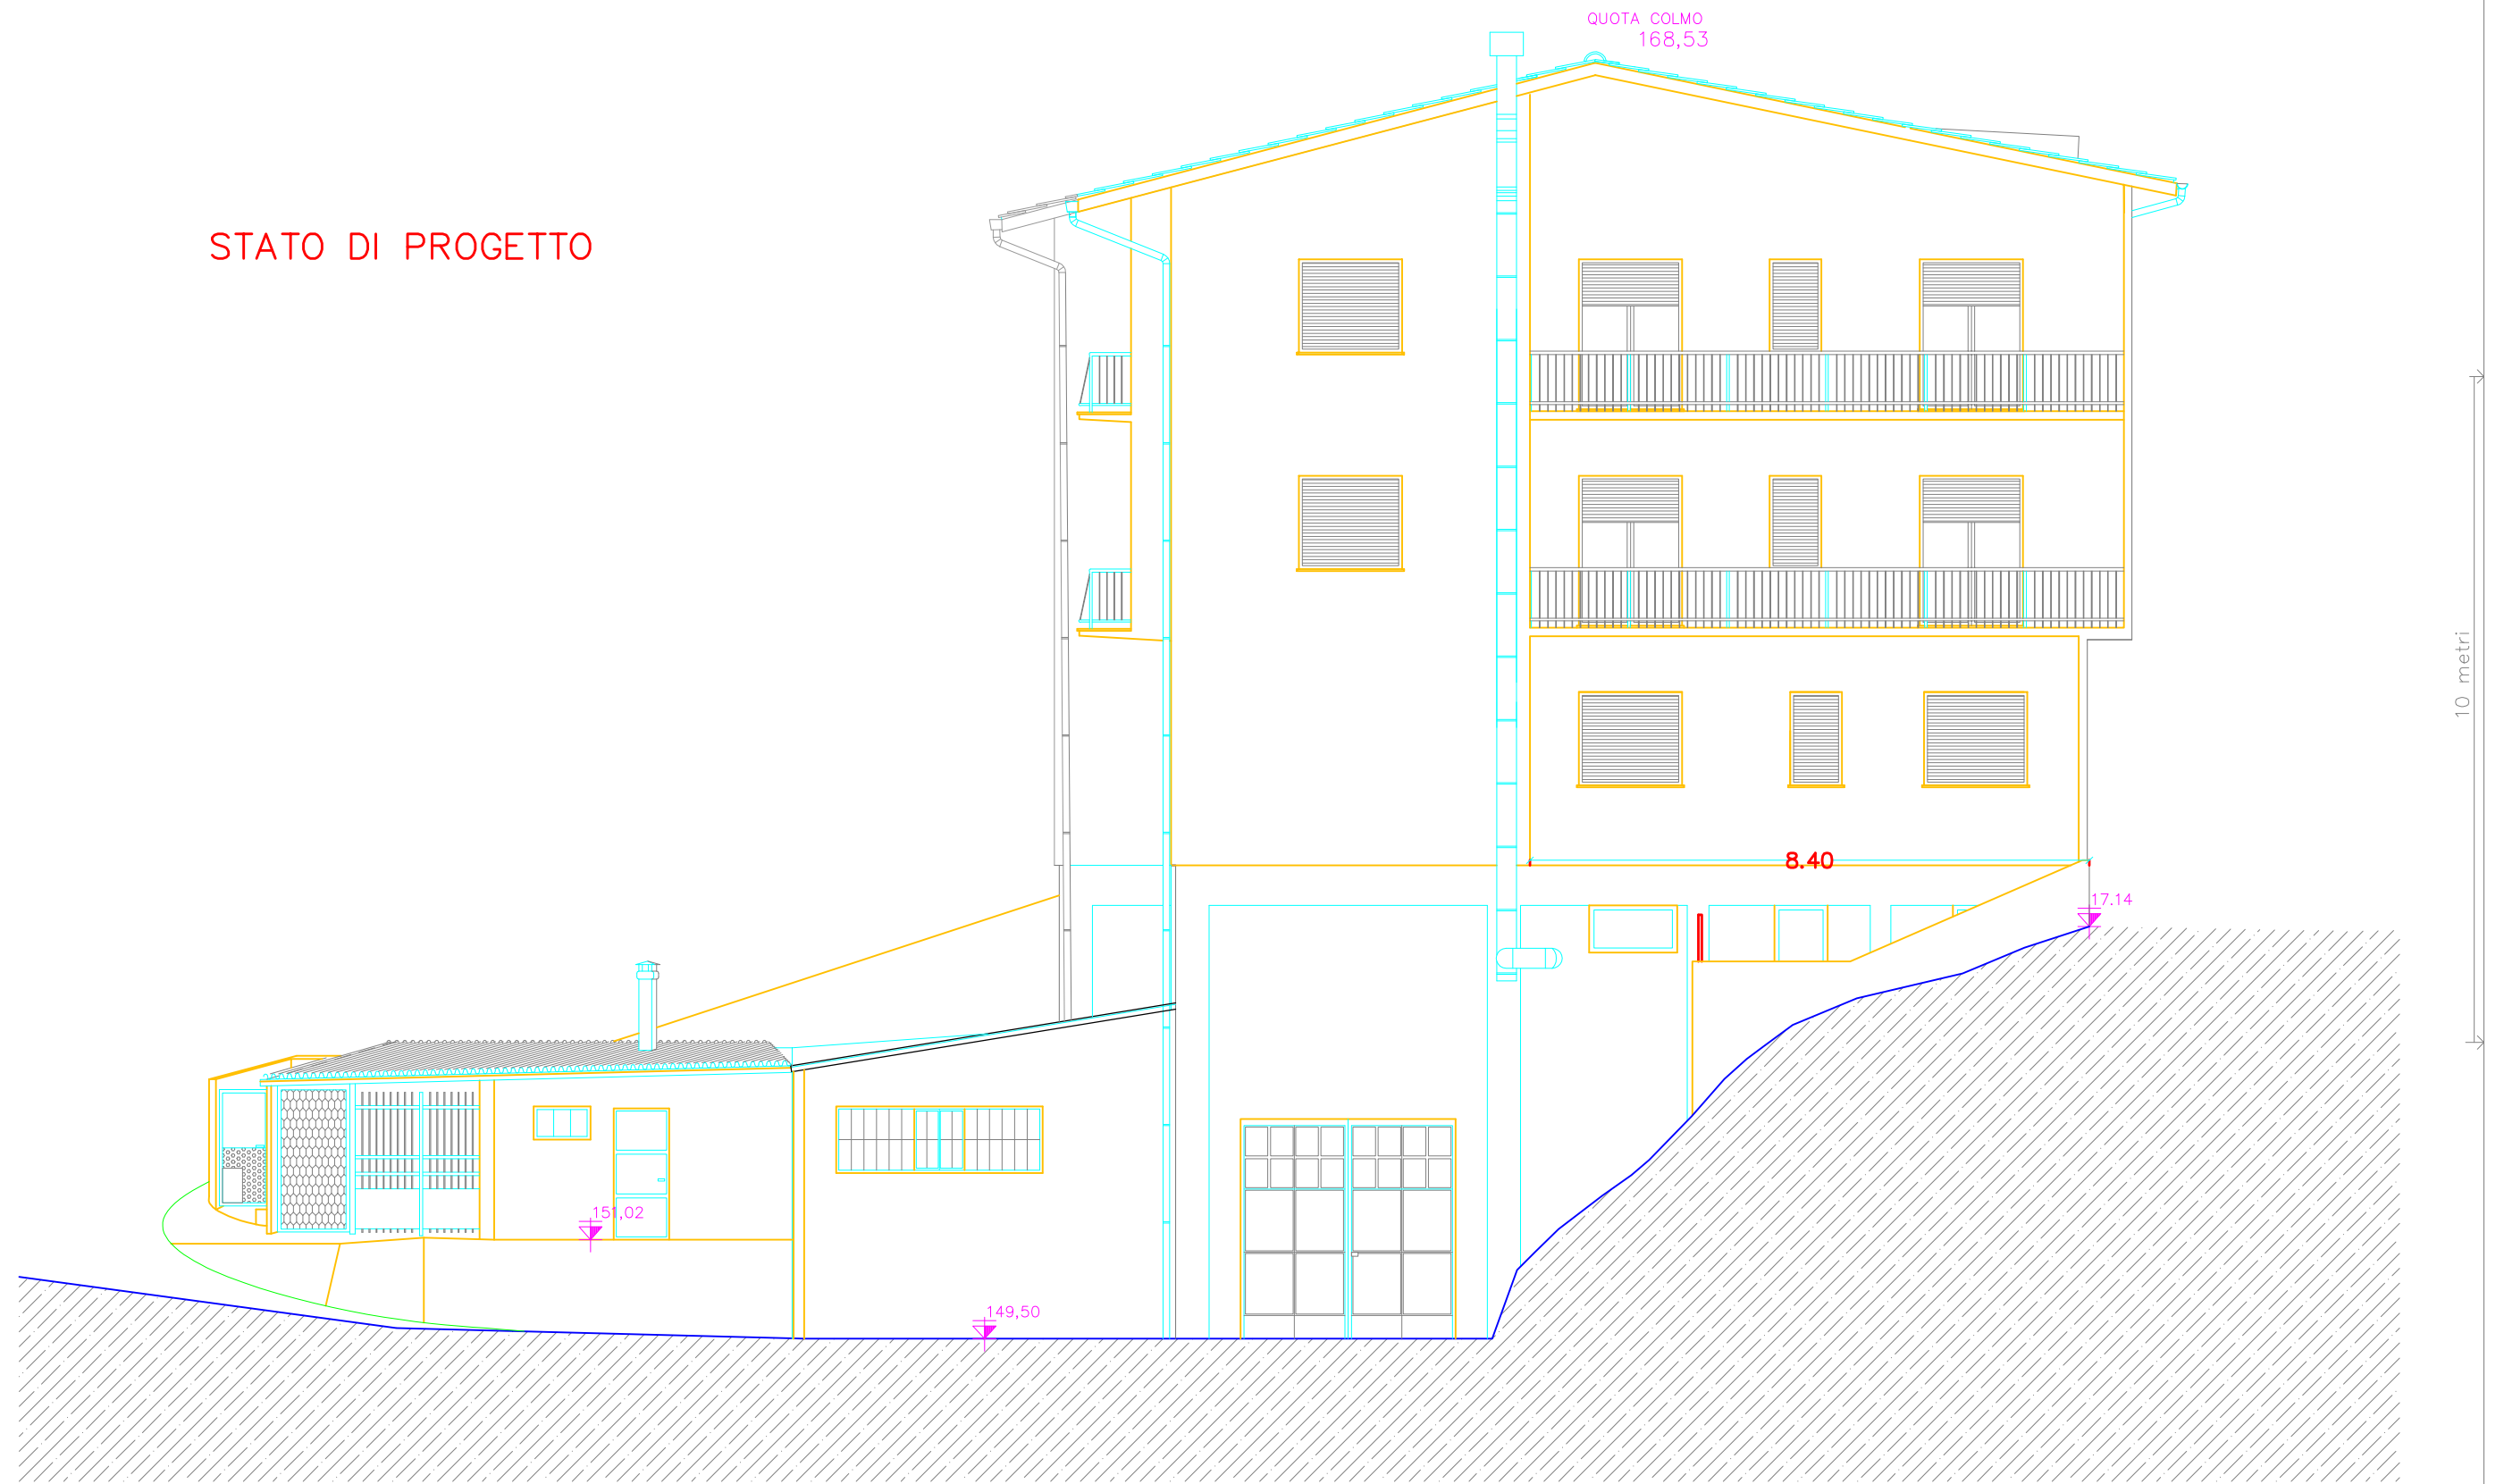 QUOTA COLMO
168,53
STATO DI PROGETTO
10 metri
8.40
17.14
151,02
149,50